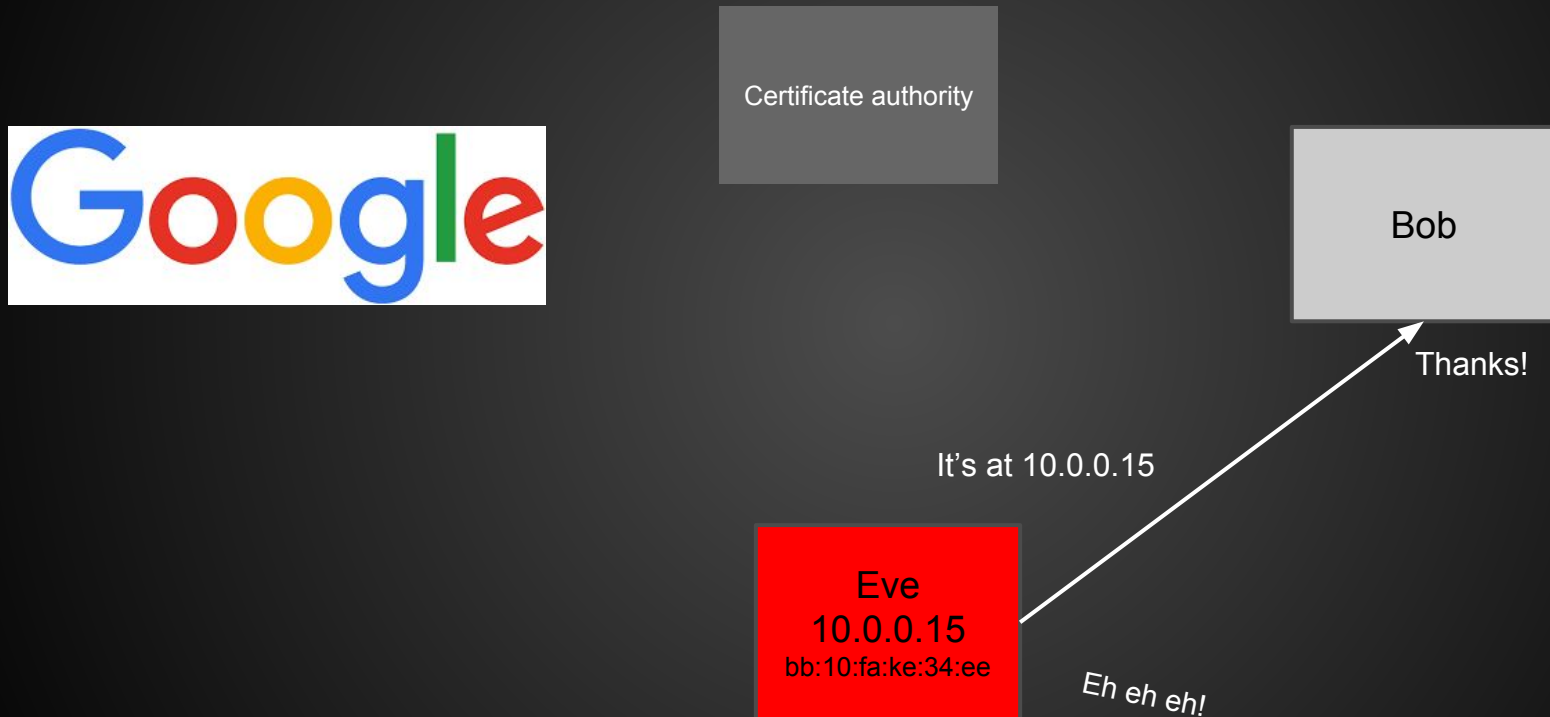 Certificate authority
Google
Bob
Thanks!
It’s at 10.0.0.15
Eve
10.0.0.15
bb:10:fa:ke:34:ee
Eh eh eh!